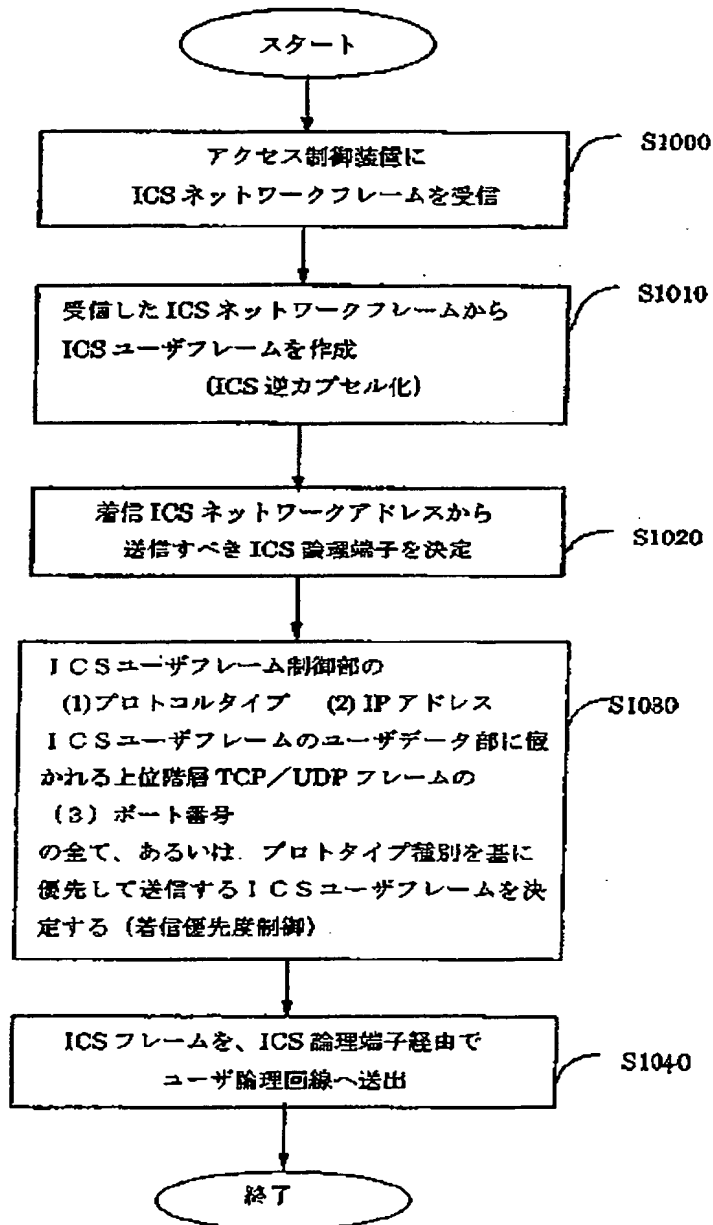 スタート
S1000
アクセス制御装置に
ICS ネットワークフレームを受信
S1010
受信した ICS ネットワークフレームから
ICS ユーザフレームを作成
(ICS 逆カプセル化)
着信 ICS ネットワークアドレスから
送信すべき ICS 論理端子を決定
S1020
ICSユーザフレーム制御部の
(1)プロトコルタイプ (2) IP アドレス
S1030
ICSユーザフレームのユーザデータ部に置
かれる上位階層 TCP/UDP フレームの
(3)ポート番号
の全て、あるいは、プロトタイプ種別を基に
優先して送信するICSユーザフレームを決
定する(着信優先度制御)
ICS フレームを、ICS 論理端子経由で
ユーザ論理回線へ送出
S1040
終了